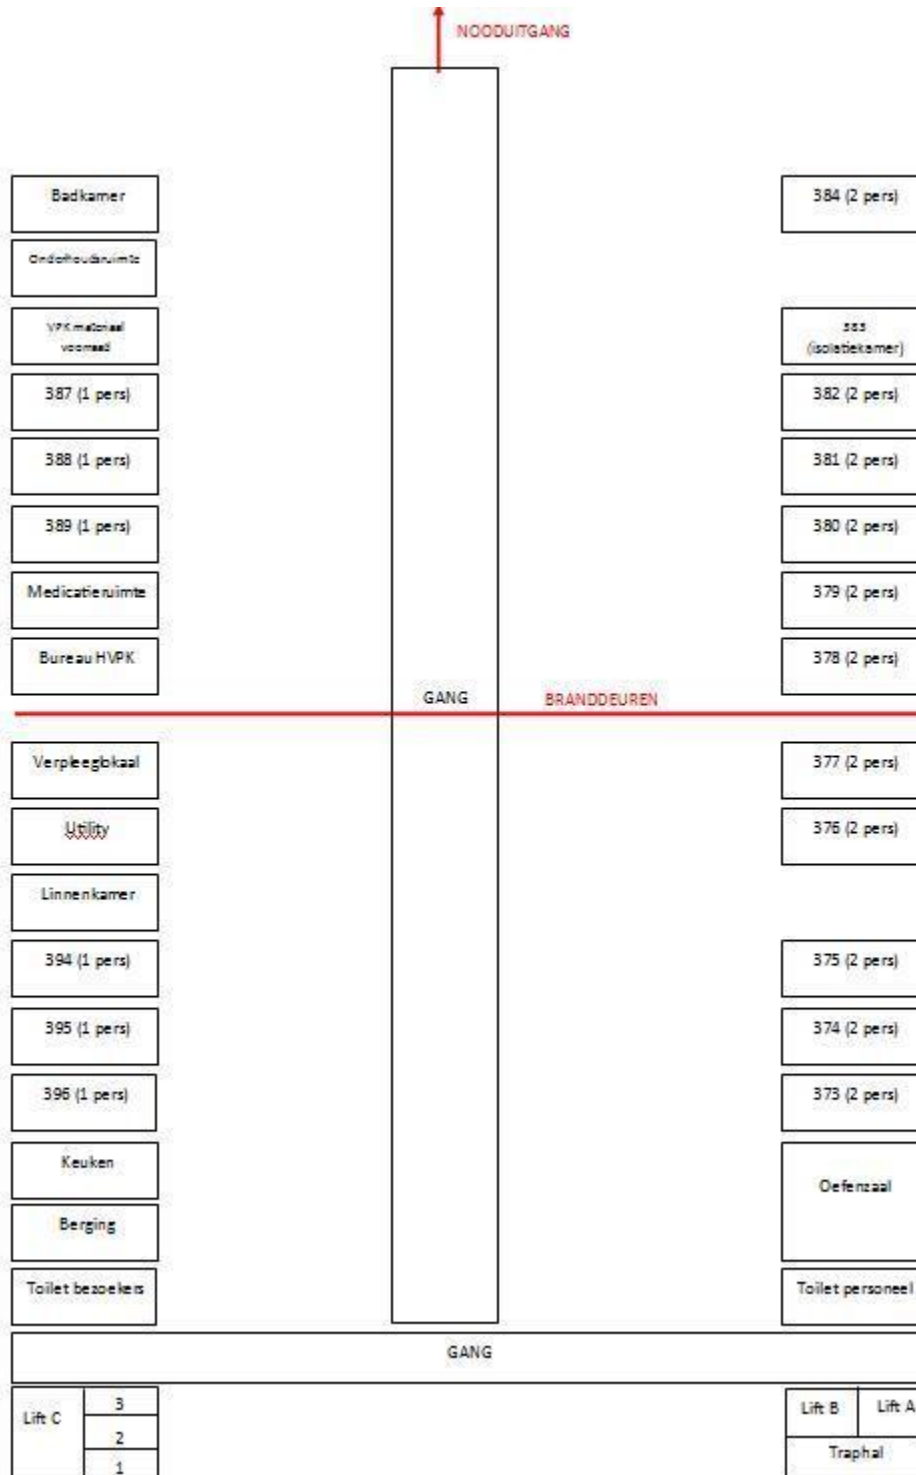 NOODUITGANG
Badkamer
384 (2 pers)
Onderhoudsruimte
VPK materiaal
voorraad
383
(isolatiekamer)
387 (1 pers)
382 (2 pers)
388 (1 pers)
381 (2 pers)
389 (1 pers)
380 (2 pers)
Medicatieruimte
379 (2 pers)
Bureau HVPK
378 (2 pers)
GANG
BRANDDEUREN
Verpleeglokaal
377 (2 pers)
Utility
376 (2 pers)
Linnenkamer
394 (1 pers)
375 (2 pers)
395 (1 pers)
374 (2 pers)
396 (1 pers)
373 (2 pers)
Keuken
Oefenzaal
Berging
Toilet bezoekers
Toilet personeel
GANG
Lift C
3
2
1
Lift B
Lift A
Traphal